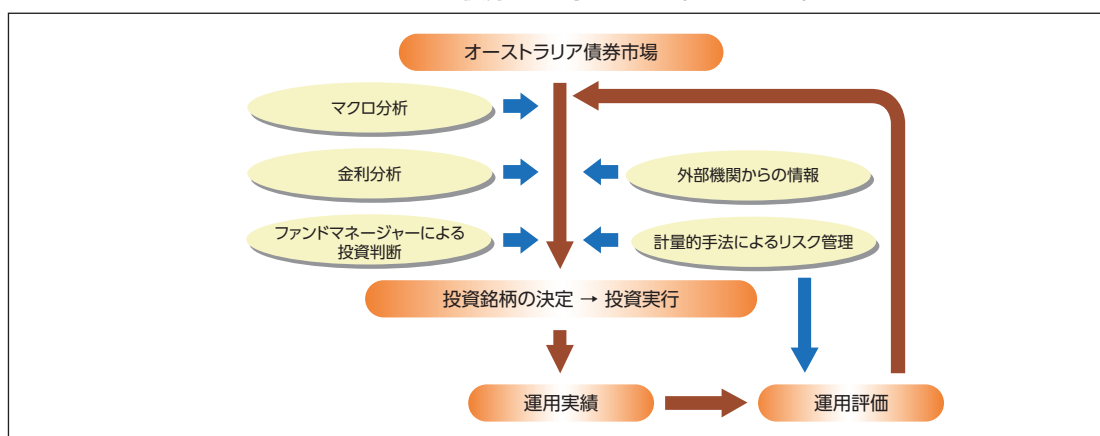 オーストラリア債券市場
マクロ分析
金利分析
外部機関からの情報
ファンドマネージャーによる
投資判断
計量的手法によるリスク管理
投資銘柄の決定 → 投資実行
運用実績
運用評価